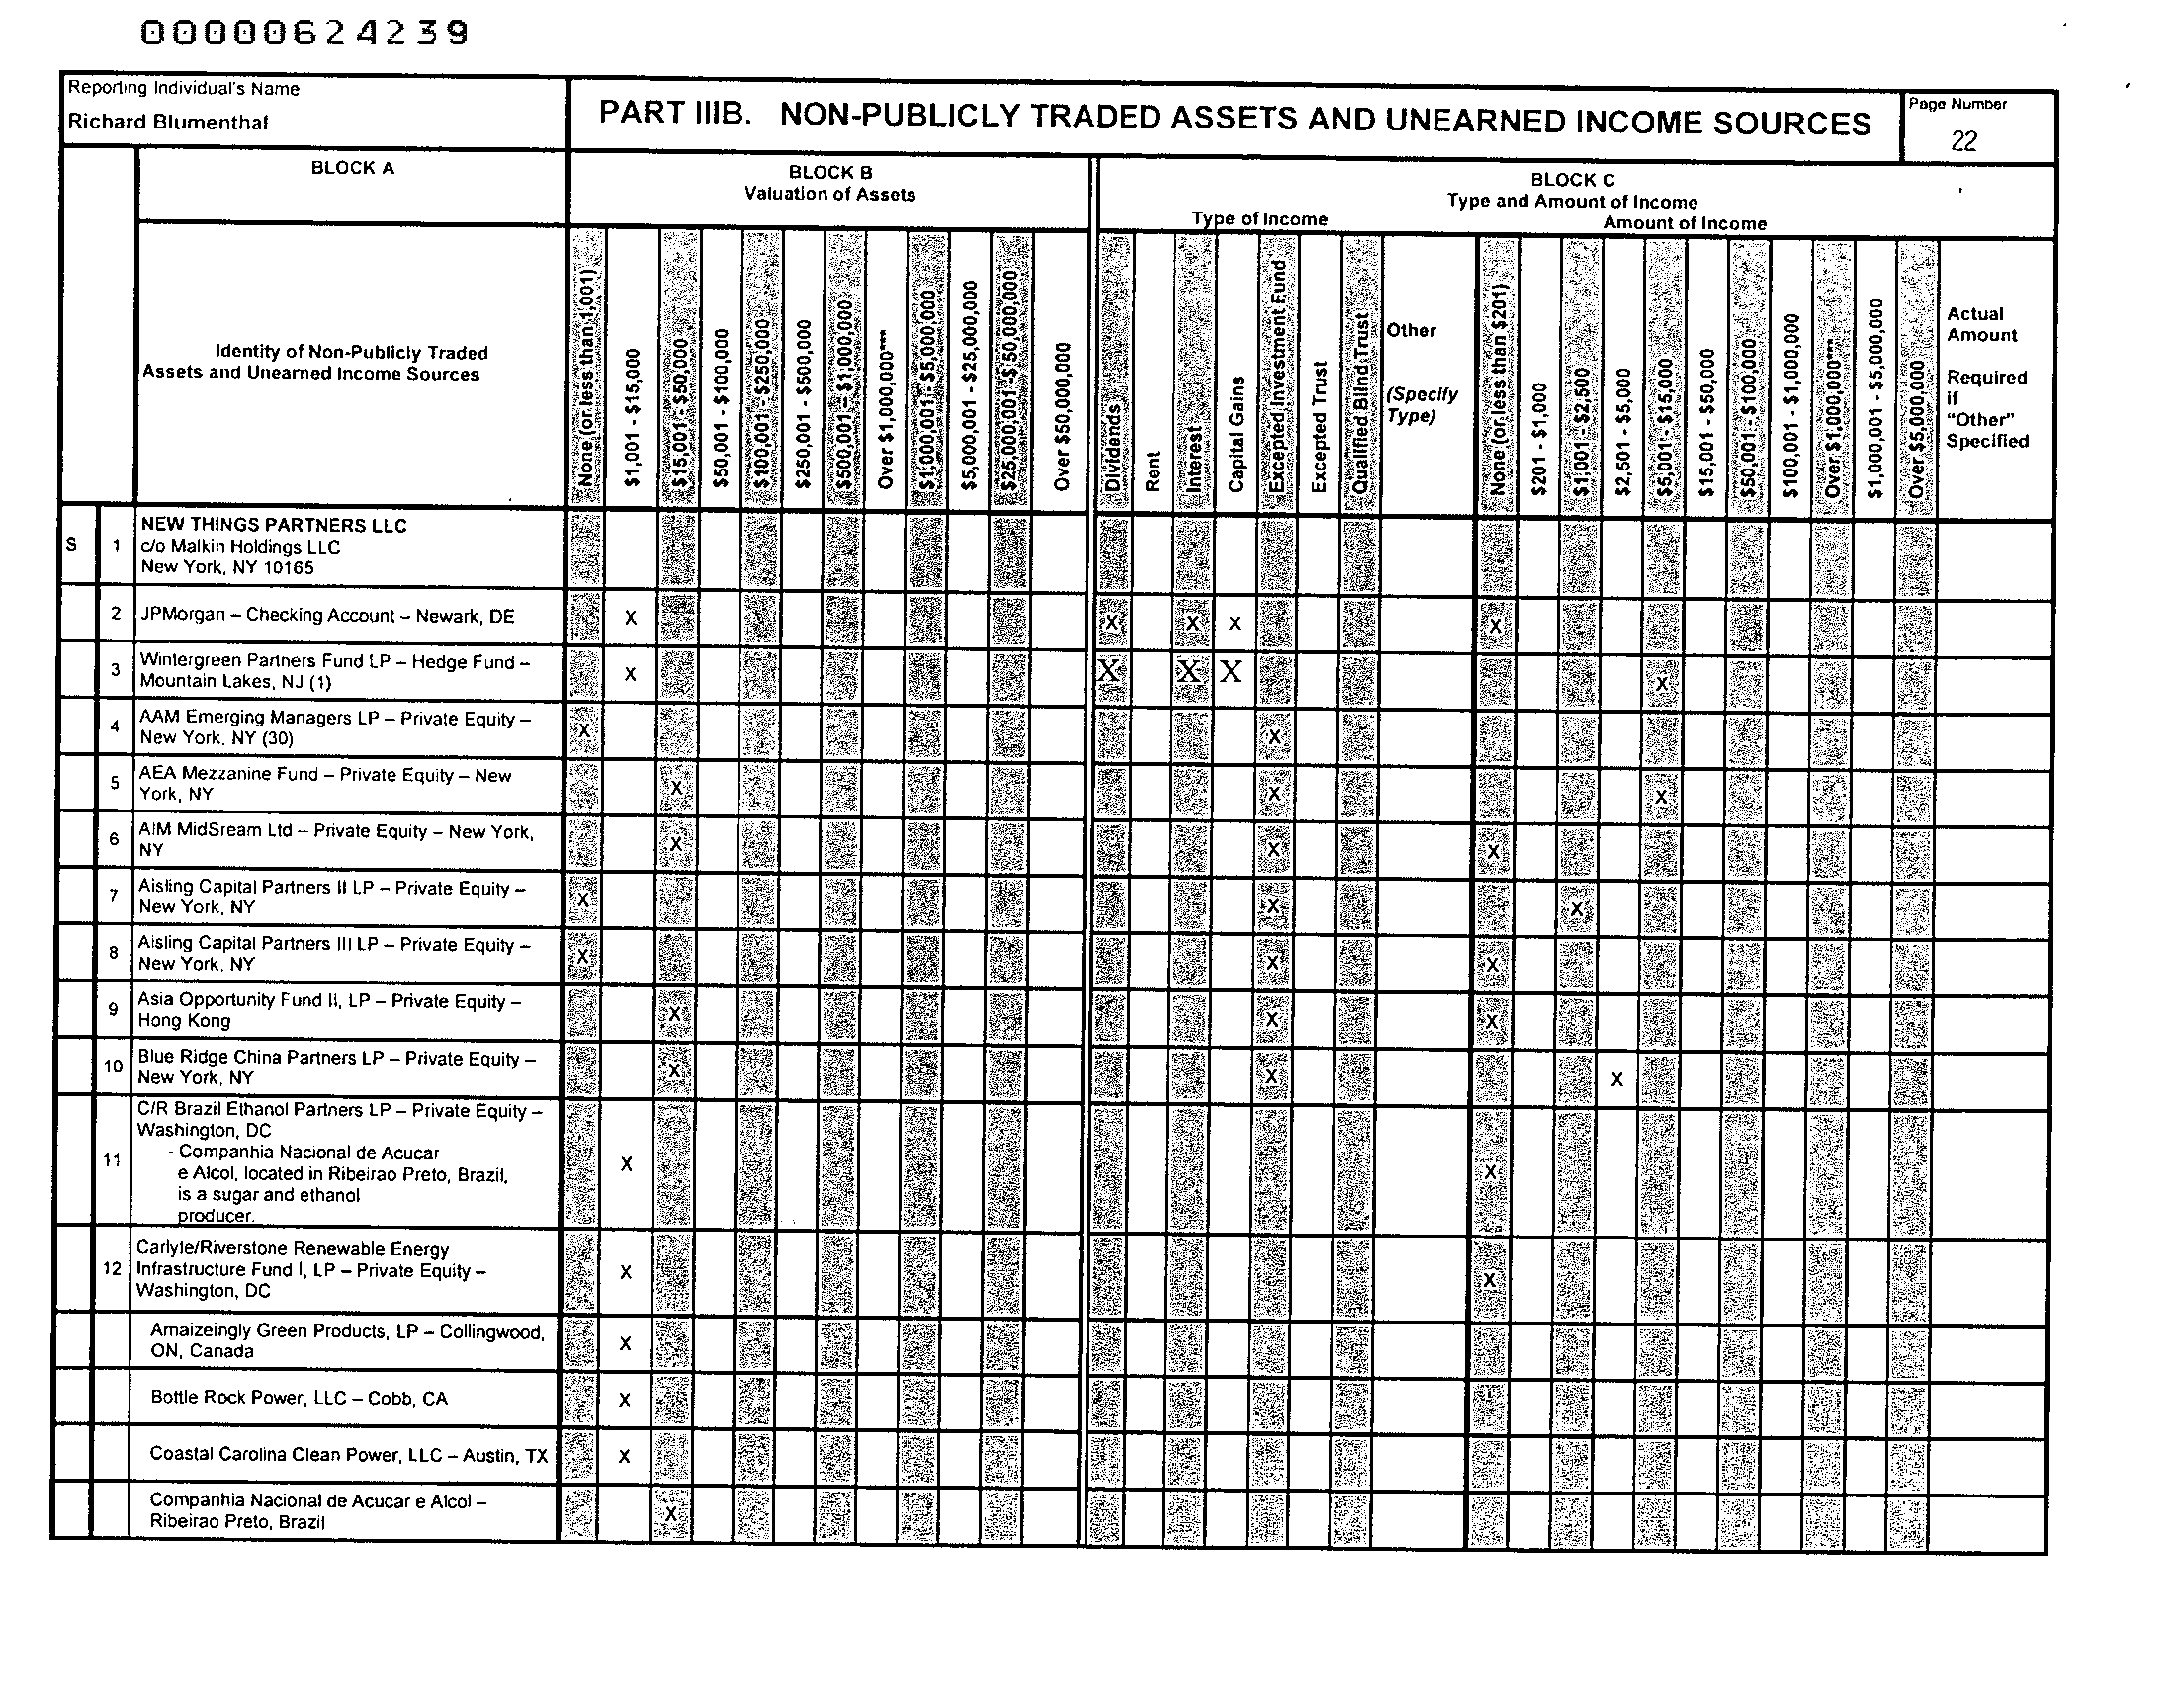 00000624239
Reporting Individual's Name
Richard Blumenthal
PART IIIB. NON-PUBLICLY TRADED ASSETS AND UNEARNED INCOME SOURCES
Page Number
22
BLOCK A
BLOCK B
Valuation of Assets
BLOCK C
Type and Amount of Income
Type of Income
Amount of Income
Identity of Non-Publicly Traded
Assets and Unearned Income Sources
None (or less than 1,001)
$1,001 - $15,000
$15,001 - $50,000
$50,001 - $100,000
$100,001 - $250,000
$250,001 - $500,000
$500,001 - $1,000,000
Over $1,000,000***
$1,000,001 - $5,000,000
$5,000,001 - $25,000,000
$25,000,001 - $50,000,000
Over $50,000,000
Dividends
Rent
Interest
Capital Gains
Excepted Investment Fund
Excepted Trust
Qualified Blind Trust
Other
(Specify
Type)
None (or less than $201)
$201 - $1,000
$1,001 - $2,500
$2,501 - $5,000
$5,001 - $15,000
$15,001 - $50,000
$50,001 - $100,000
$100,001 - $1,000,000
Over $1,000,000***
$1,000,001 - $5,000,000
Over $5,000,000
Actual
Amount
Required
if
"Other"
Specified
S 1 NEW THINGS PARTNERS LLC
c/o Malkin Holdings LLC
New York, NY 10165
2 JPMorgan – Checking Account – Newark, DE X X X X X
3 Wintergreen Partners Fund LP – Hedge Fund –
Mountain Lakes, NJ (1) X X X X X
4 AAM Emerging Managers LP – Private Equity –
New York, NY (30) X X
5 AEA Mezzanine Fund – Private Equity – New
York, NY X X X
6 AIM MidSream Ltd – Private Equity – New York,
NY X X X
7 Aisling Capital Partners II LP – Private Equity –
New York, NY X X X
8 Aisling Capital Partners III LP – Private Equity –
New York, NY X X X
9 Asia Opportunity Fund II, LP – Private Equity –
Hong Kong X X X
10 Blue Ridge China Partners LP – Private Equity –
New York, NY X X X
11 C/R Brazil Ethanol Partners LP – Private Equity –
Washington, DC
- Companhia Nacional de Acucar
e Alcol, located in Ribeirao Preto, Brazil,
is a sugar and ethanol
producer. X X
12 Carlyle/Riverstone Renewable Energy
Infrastructure Fund I, LP – Private Equity –
Washington, DC X X
Amaizeingly Green Products, LP – Collingwood,
ON, Canada X
Bottle Rock Power, LLC – Cobb, CA X
Coastal Carolina Clean Power, LLC – Austin, TX X
Companhia Nacional de Acucar e Alcol –
Ribeirao Preto, Brazil X